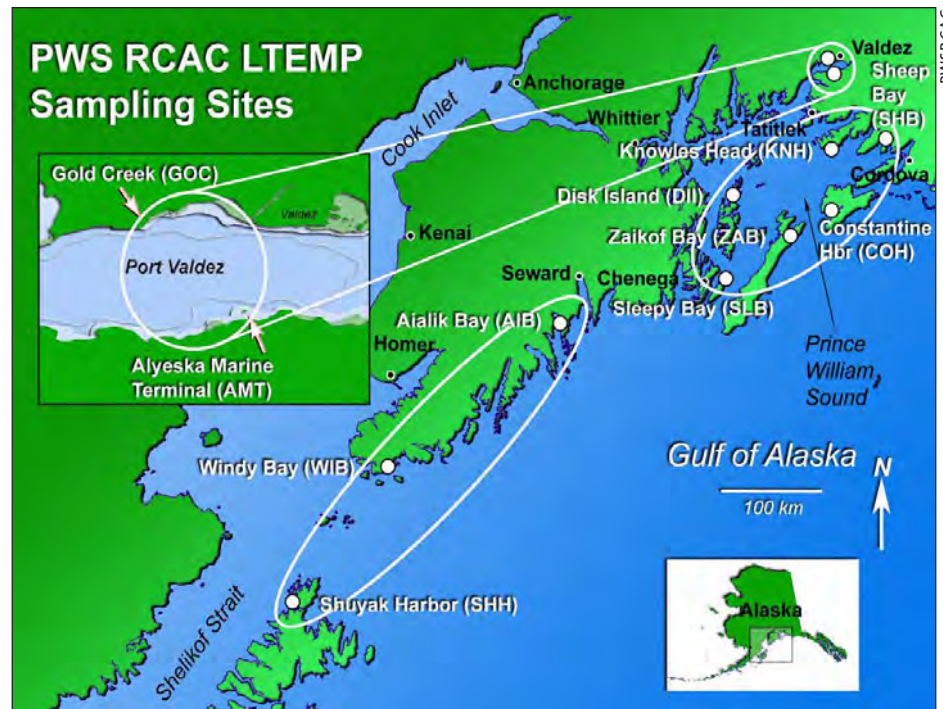 PWS RCAC LTEMP
Sampling Sites
PWSRCAC
Valdez
Sheep
Bay
(SHB)
Anchorage
Cook Inlet
Whittier
Tatitlek
Knowles Head (KNH)
Cordova
Gold Creek (GOC)
Valdez
Port Valdez
Alyeska Marine
Terminal (AMT)
Disk Island (DII)
Kenai
Zaikof Bay (ZAB)
Constantine
Hbr (COH)
Seward
Chenega
Sleepy Bay (SLB)
Aialik Bay (AIB)
Homer
Prince
William
Sound
Windy Bay (WIB)
Gulf of Alaska
N
100 km
Shuyak Harbor (SHH)
Shelikof Strait
Alaska